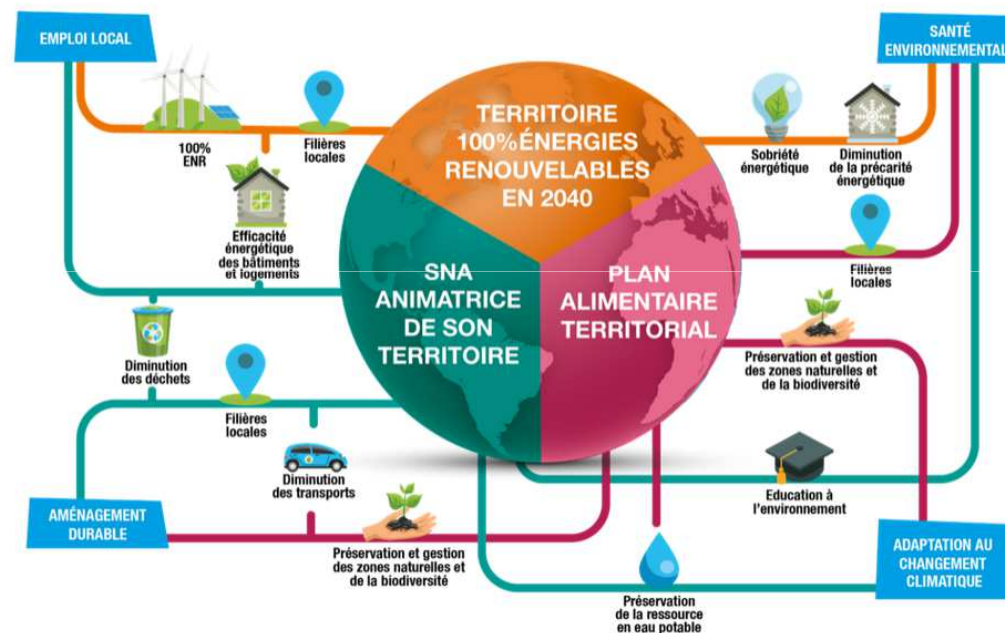 EMPLOI LOCAL
SANTÉ
ENVIRONMENTAL
TERRITOIRE
100%ÉNERGIES
RENOUVELABLES
EN 2040
100%
ENR
Filières
locales
Sobriété
énergétique
Diminution
de la précarité
énergétique
Efficacité
énergétique
des bâtiments
et logements
Filières
locales
SNA
ANIMATRICE
DE SON
TERRITOIRE
PLAN
ALIMENTAIRE
TERRITORIAL
Diminution
des déchets
Préservation et gestion
des zones naturelles et
de la biodiversité
Filières
locales
Diminution
des transports
Education à
l'environnement
AMÉNAGEMENT
DURABLE
Préservation et gestion
des zones naturelles et
de la biodiversité
ADAPTATION AU
CHANGEMENT
CLIMATIQUE
Préservation
de la ressource
en eau potable